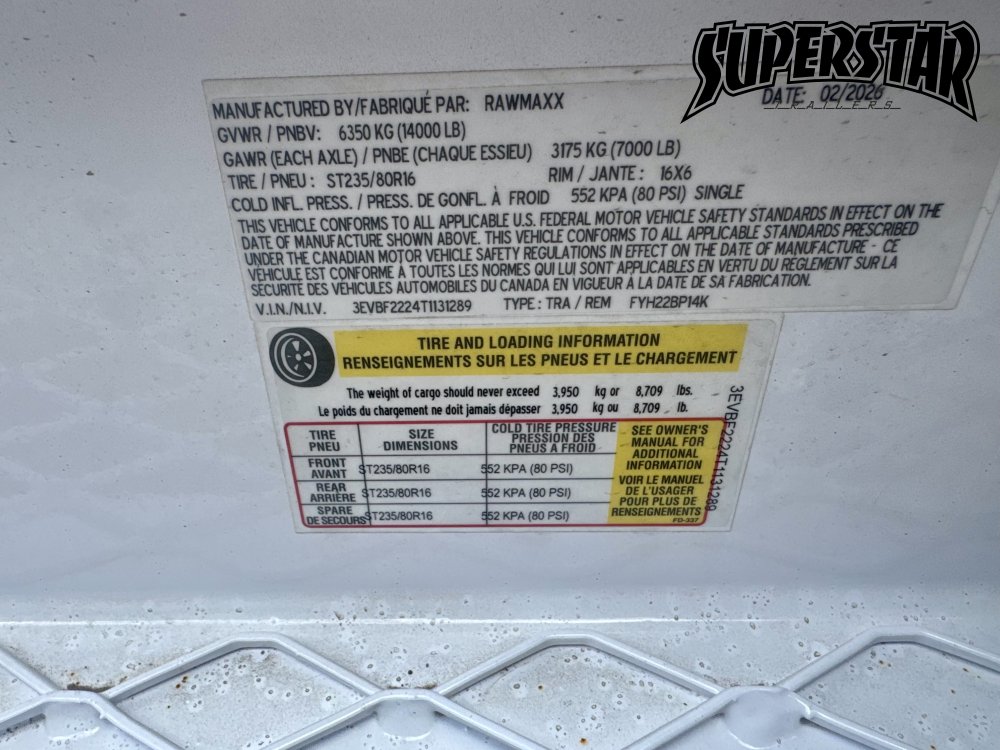 SUPERSTAR
TRAILERS
MANUFACTURED BY/FABRIQUÉ PAR: RAWMAXX DATE: 02/2026
GVWR / PNBV: 6350 KG (14000 LB)
GAWR (EACH AXLE) / PNBE (CHAQUE ESSIEU) 3175 KG (7000 LB)
TIRE / PNEU : ST235/80R16 RIM / JANTE : 16X6
COLD INFL. PRESS. / PRESS. DE GONFL. À FROID 552 KPA (80 PSI) SINGLE
THIS VEHICLE CONFORMS TO ALL APPLICABLE U.S. FEDERAL MOTOR VEHICLE SAFETY STANDARDS IN EFFECT ON THE
DATE OF MANUFACTURE SHOWN ABOVE. THIS VEHICLE CONFORMS TO ALL APPLICABLE STANDARDS PRESCRIBED
UNDER THE CANADIAN MOTOR VEHICLE SAFETY REGULATIONS IN EFFECT ON THE DATE OF MANUFACTURE - CE
VÉHICULE EST CONFORME À TOUTES LES NORMES QUI LUI SONT APPLICABLES EN VERTU DU RÈGLEMENT SUR LA
SÉCURITÉ DES VÉHICULES AUTOMOBILES DU CANADA EN VIGUEUR À LA DATE DE SA FABRICATION.
V.I.N./N.I.V. 3EVBF2224T1131289 TYPE : TRA / REM FYH22BP14K
TIRE AND LOADING INFORMATION
RENSEIGNEMENTS SUR LES PNEUS ET LE CHARGEMENT
The weight of cargo should never exceed 3,950 kg or 8,709 lbs.
Le poids du chargement ne doit jamais dépasser 3,950 kg ou 8,709 lb.
TIRE
PNEU
SIZE
DIMENSIONS
COLD TIRE PRESSURE
PRESSION DES
PNEUS A FROID
FRONT
AVANT
ST235/80R16 552 KPA (80 PSI)
REAR
ARRIÈRE
ST235/80R16 552 KPA (80 PSI)
SPARE
DE SECOURS
ST235/80R16 552 KPA (80 PSI)
SEE OWNER'S
MANUAL FOR
ADDITIONAL
INFORMATION
VOIR LE MANUEL
DE L'USAGER
POUR PLUS DE
RENSEIGNEMENTS
FD-337
3EVBF2224T1131289